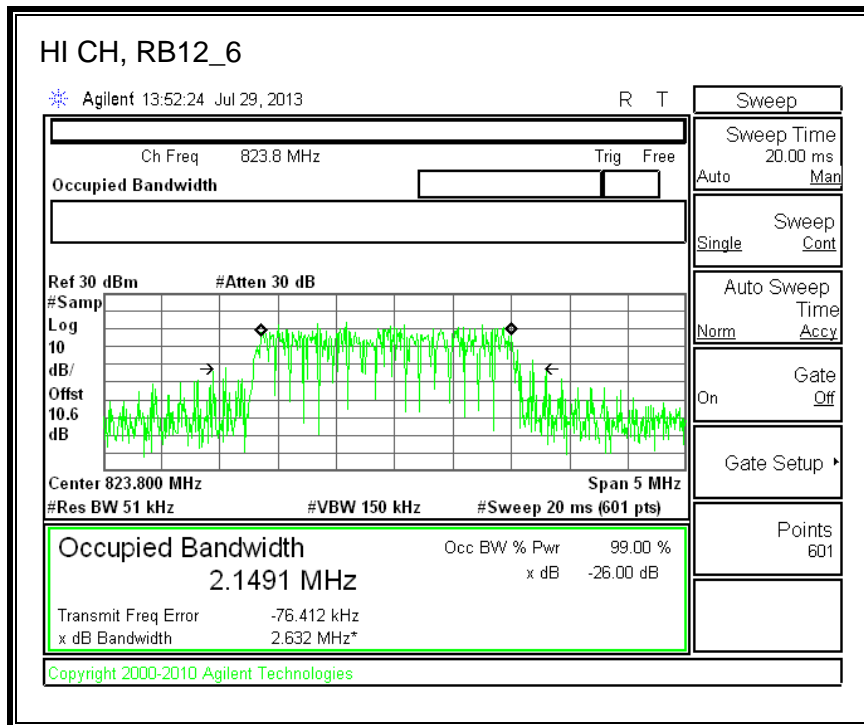 HI CH, RB12_6
Agilent 13:52:24 Jul 29, 2013 R T
Ch Freq 823.8 MHz Trig Free
Occupied Bandwidth
Ref 30 dBm #Atten 30 dB
#Samp
Log
10
dB/
Offst
10.6
dB
Center 823.800 MHz Span 5 MHz
#Res BW 51 kHz #VBW 150 kHz #Sweep 20 ms (601 pts)
Occupied Bandwidth Occ BW % Pwr 99.00 %
2.1491 MHz x dB -26.00 dB
Transmit Freq Error -76.412 kHz
x dB Bandwidth 2.632 MHz*
Copyright 2000-2010 Agilent Technologies
Sweep
Sweep Time
20.00 ms
Auto Man
Sweep
Single Cont
Auto Sweep
Time
Norm Accy
Gate
On Off
Gate Setup
Points
601